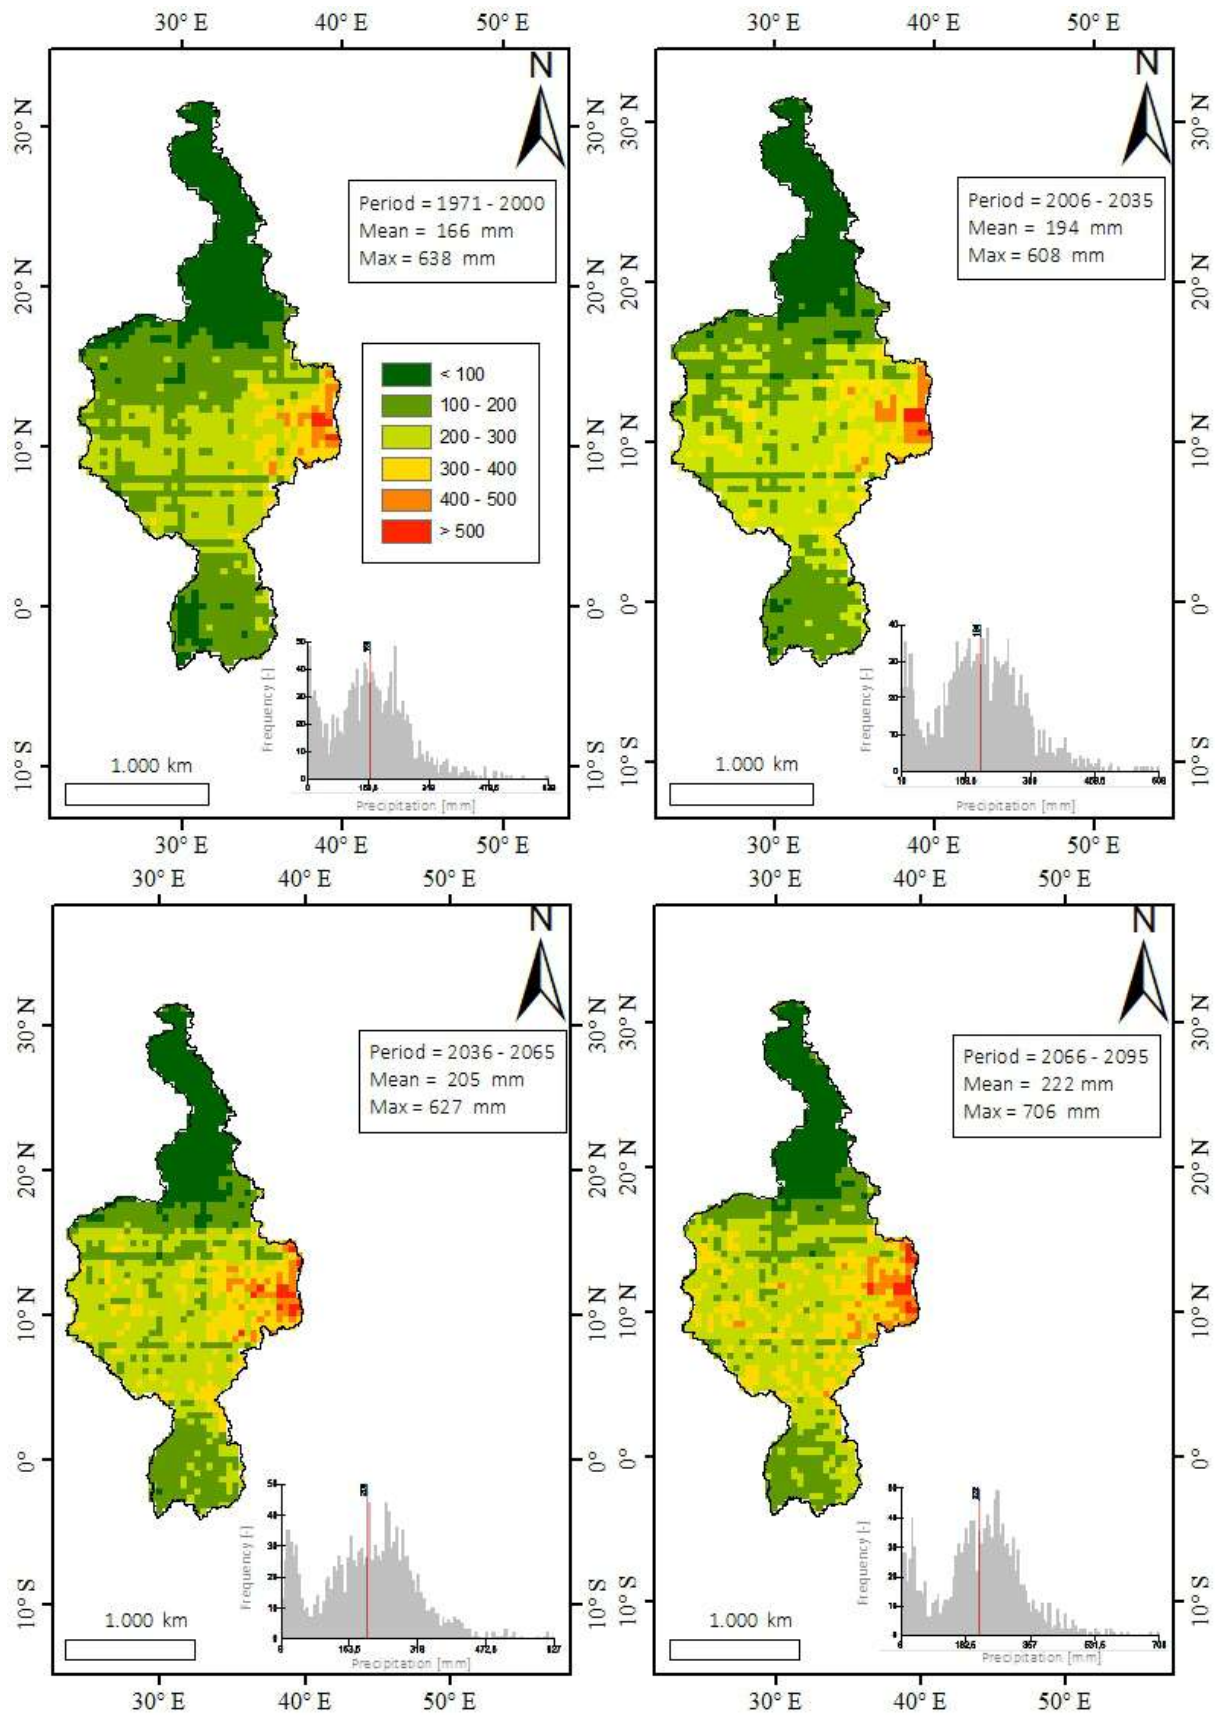 30° E 40° E 50° E
30° E 40° E 50° E
N
N
30° N
30° N
30° N
30° N
Period = 1971 - 2000
Mean = 166 mm
Max = 638 mm
Period = 2006 - 2035
Mean = 194 mm
Max = 608 mm
20° N
20° N
20° N
20° N
< 100
100 - 200
200 - 300
300 - 400
400 - 500
> 500
10° N
10° N
10° N
10° N
0°
0°
0°
0°
Frequency [-]
Frequency [-]
10° S
10° S
10° S
10° S
1.000 km
1.000 km
Precipitation [mm]
Precipitation [mm]
30° E 40° E 50° E
30° E 40° E 50° E
30° E 40° E 50° E
30° E 40° E 50° E
N
N
30° N
30° N
30° N
30° N
Period = 2036 - 2065
Mean = 205 mm
Max = 627 mm
Period = 2066 - 2095
Mean = 222 mm
Max = 706 mm
20° N
20° N
20° N
20° N
10° N
10° N
10° N
10° N
0°
0°
0°
0°
Frequency [-]
Frequency [-]
10° S
10° S
10° S
10° S
1.000 km
1.000 km
Precipitation [mm]
Precipitation [mm]
30° E 40° E 50° E
30° E 40° E 50° E